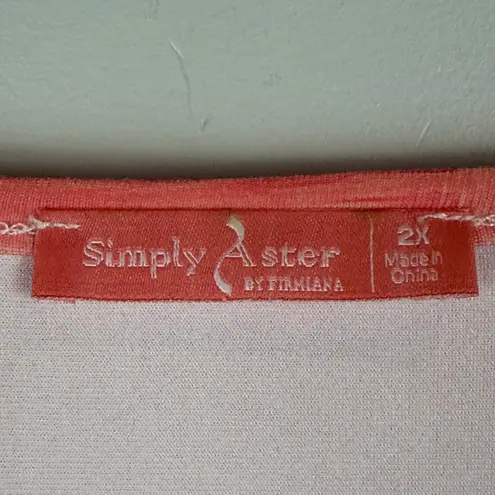 Simply Aster
BY FIRMIANA
2X
Made in
China